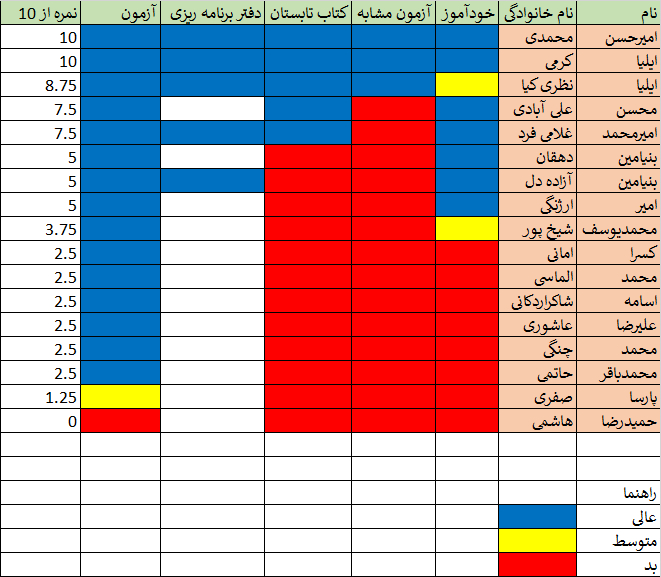 نام نام خانوادگی خودآموز آزمون مشابه کتاب تابستان دفتر برنامه ریزی آزمون نمره از 10
امیرحسن محمدی 10
ایلیا کرمی 10
ایلیا نظری کیا 8.75
محسن علی آبادی 7.5
امیرمحمد غلامی فرد 7.5
بنیامین دهقان 5
بنیامین آزاده دل 5
امیر ارژنگی 5
محمدیوسف شیخ پور 3.75
کسرا امانی 2.5
محمد الماسی 2.5
اسامه شاکراردکانی 2.5
علیرضا عاشوری 2.5
محمد چنگی 2.5
محمدباقر حاتمی 2.5
پارسا صفری 1.25
حمیدرضا هاشمی 0
راهنما
عالی
متوسط
بد